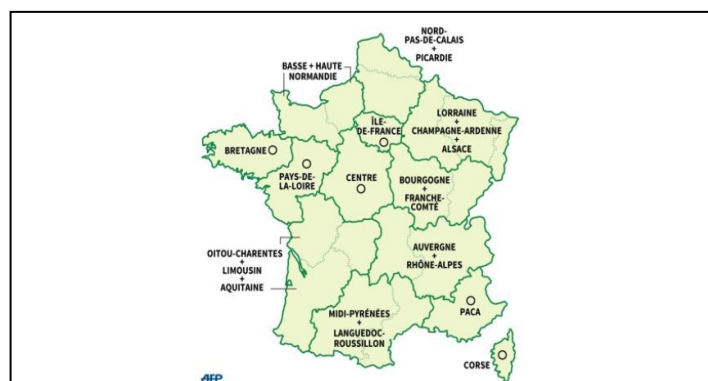 NORD-
PAS-DE-CALAIS
+
PICARDIE
BASSE + HAUTE
NORMANDIE
ÎLE-
DE-FRANCE
LORRAINE
+
CHAMPAGNE-ARDENNE
+
ALSACE
BRETAGNE
PAYS-DE-
LA-LOIRE
CENTRE
BOURGOGNE
+
FRANCHE-
COMTÉ
OITOU-CHARENTES
+
LIMOUSIN
+
AQUITAINE
AUVERGNE
+
RHÔNE-ALPES
MIDI-PYRÉNÉES
+
LANGUEDOC-
ROUSSILLON
PACA
CORSE
AFP